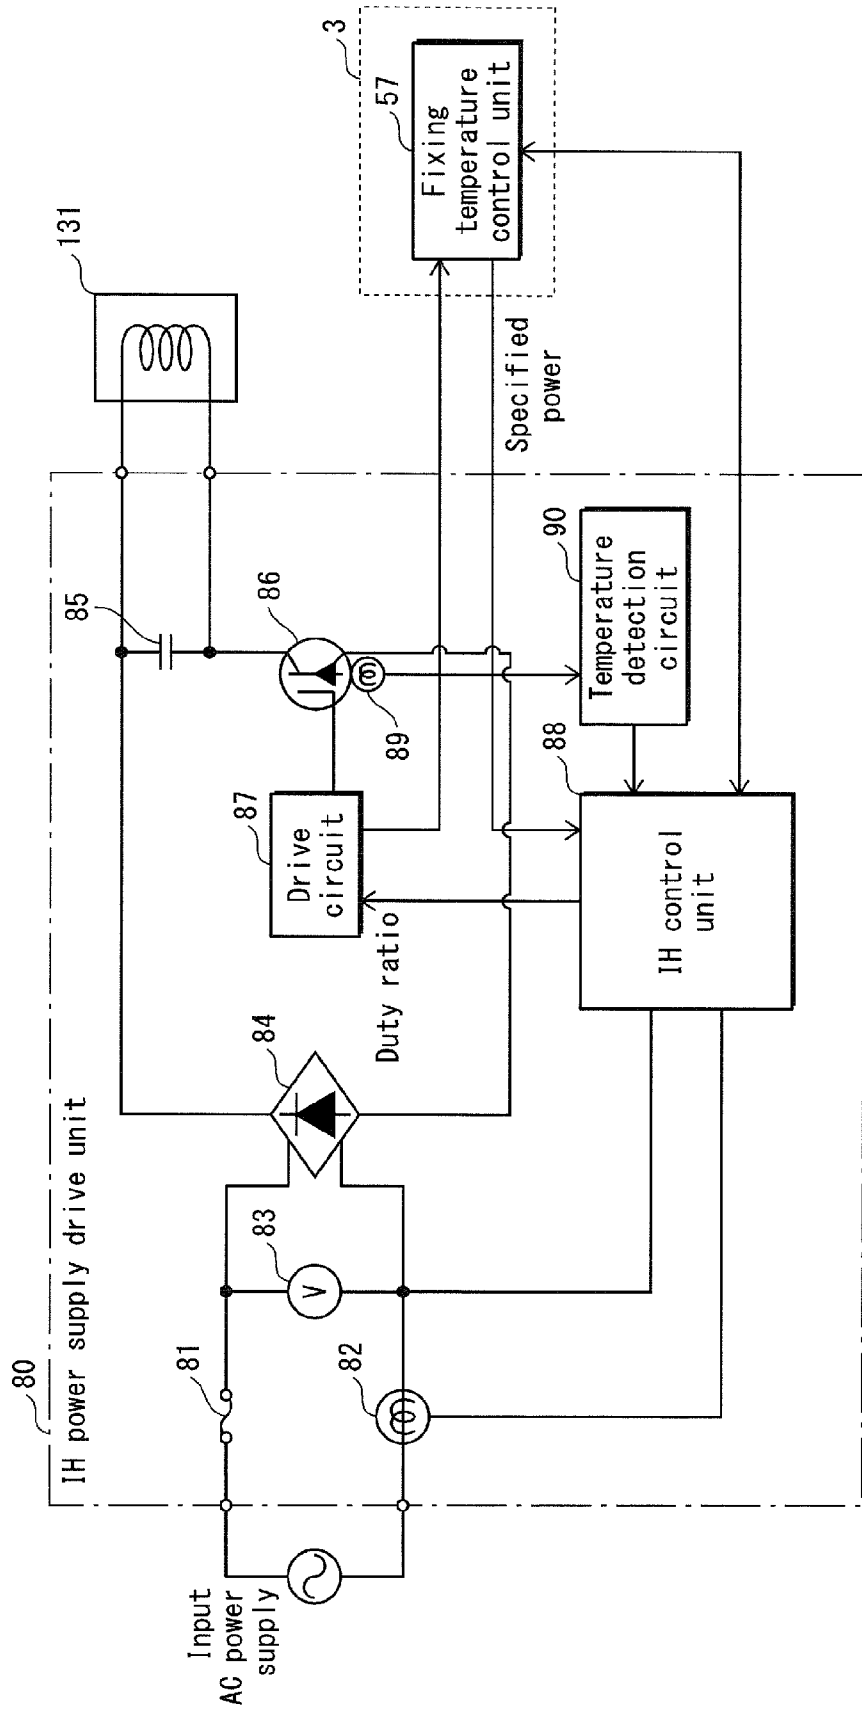 80
IH power supply drive unit
Input
AC power
supply
81
82
83
V
84
Duty ratio
87
Drive
circuit
85
86
89
88
IH control
unit
90
Temperature
detection
circuit
131
Specified
power
3
57
Fixing
temperature
control unit